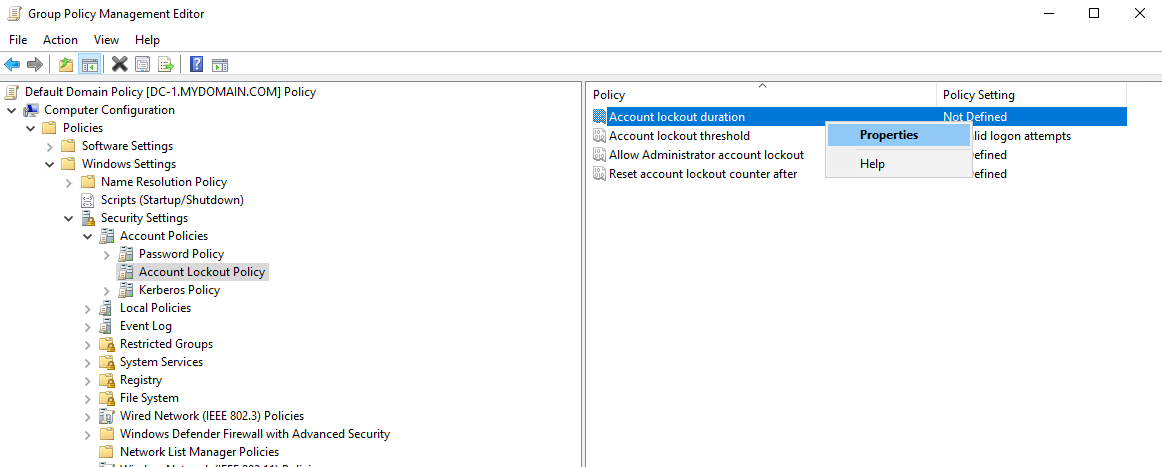 Group Policy Management Editor
File Action View Help
Default Domain Policy [DC-1.MYDOMAIN.COM] Policy
Computer Configuration
Policies
Software Settings
Windows Settings
Name Resolution Policy
Scripts (Startup/Shutdown)
Security Settings
Account Policies
Password Policy
Account Lockout Policy
Kerberos Policy
Local Policies
Event Log
Restricted Groups
System Services
Registry
File System
Wired Network (IEEE 802.3) Policies
Windows Defender Firewall with Advanced Security
Network List Manager Policies
Policy Policy Setting
Account lockout duration Not Defined
Account lockout threshold lid logon attempts
Allow Administrator account lockout efined
Reset account lockout counter after efined
Properties
Help